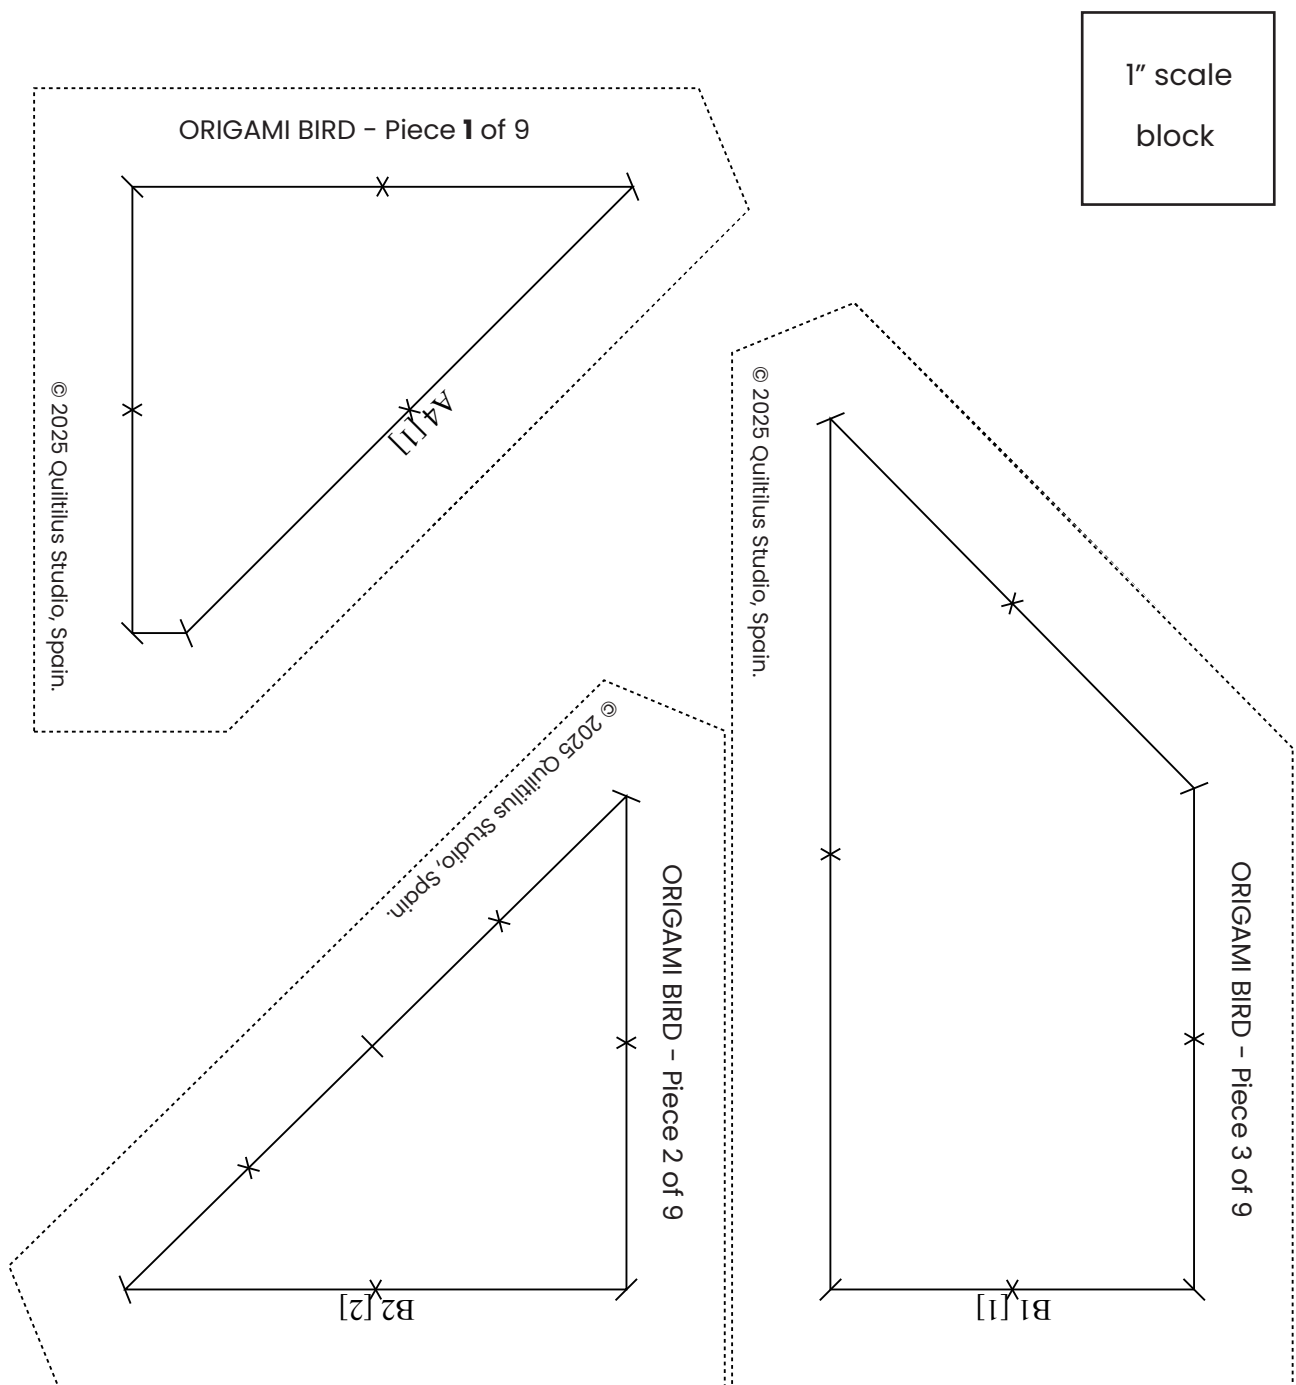 1” scale
block
ORIGAMI BIRD - Piece 1 of 9
© 2025 Quiltilus Studio, Spain.
A4 [1]
© 2025 Quiltilus Studio, Spain.
ORIGAMI BIRD - Piece 2 of 9
B2 [2]
© 2025 Quiltilus Studio, Spain.
ORIGAMI BIRD - Piece 3 of 9
B1 [1]